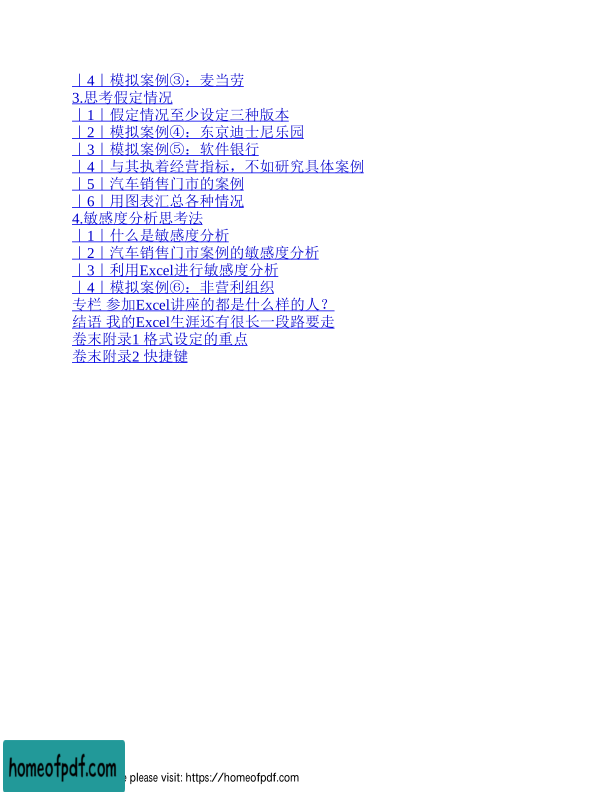 ｜4｜模拟案例③：麦当劳
3.思考假定情况
｜1｜假定情况至少设定三种版本
｜2｜模拟案例④：东京迪士尼乐园
｜3｜模拟案例⑤：软件银行
｜4｜与其执着经营指标，不如研究具体案例
｜5｜汽车销售门市的案例
｜6｜用图表汇总各种情况
4.敏感度分析思考法
｜1｜什么是敏感度分析
｜2｜汽车销售门市案例的敏感度分析
｜3｜利用Excel进行敏感度分析
｜4｜模拟案例⑥：非营利组织
专栏 参加Excel讲座的都是什么样的人？
结语 我的Excel生涯还有很长一段路要走
卷末附录1 格式设定的重点
卷末附录2 快捷键
homeofpdf.com
please visit: https://homeofpdf.com